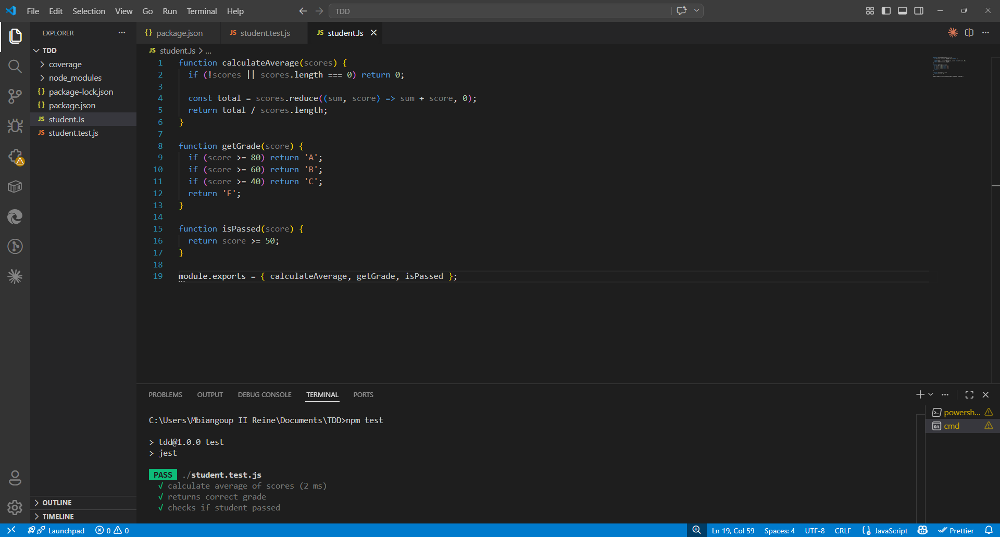 File Edit Selection View Go Run Terminal Help
TDD
EXPLORER
TDD
coverage
node_modules
{} package-lock.json
{} package.json
JS student.Js
JS student.test.js
OUTLINE
TIMELINE
{} package.json
JS student.test.js
JS student.Js
JS student.Js > ...
1 function calculateAverage(scores) {
2 if (!scores || scores.length === 0) return 0;
3
4 const total = scores.reduce((sum, score) => sum + score, 0);
5 return total / scores.length;
6 }
7
8 function getGrade(score) {
9 if (score >= 80) return 'A';
10 if (score >= 60) return 'B';
11 if (score >= 40) return 'C';
12 return 'F';
13 }
14
15 function isPassed(score) {
16 return score >= 50;
17 }
18
19 module.exports = { calculateAverage, getGrade, isPassed };
PROBLEMS OUTPUT DEBUG CONSOLE TERMINAL PORTS
C:\Users\Mbiangoup II Reine\Documents\TDD>npm test
> tdd@1.0.0 test
> jest
PASS ./student.test.js
√ calculate average of scores (2 ms)
√ returns correct grade
√ checks if student passed
powersh...
cmd
Launchpad 0 0
Ln 19, Col 59 Spaces: 4 UTF-8 CRLF {} JavaScript Prettier